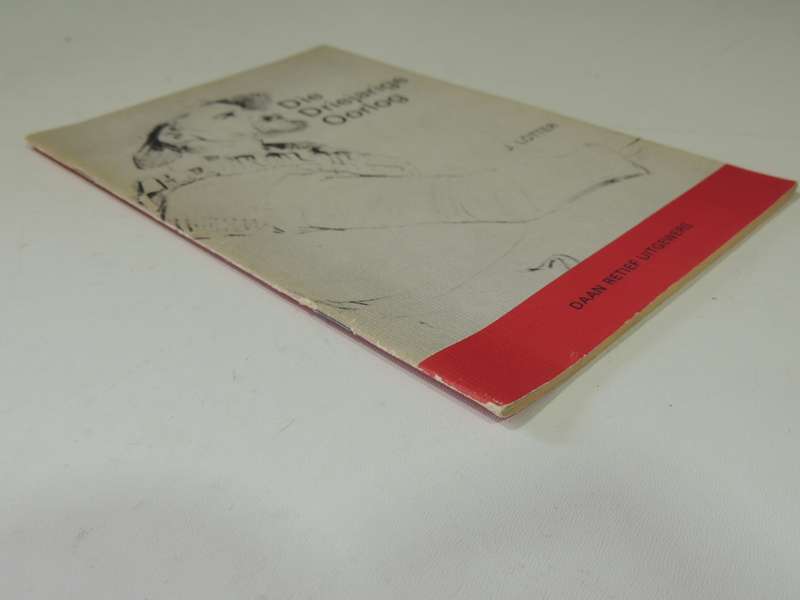 Die
Driejarige
Oorlog
J. LOTTER
DAAN RETIEF UITGEWERS